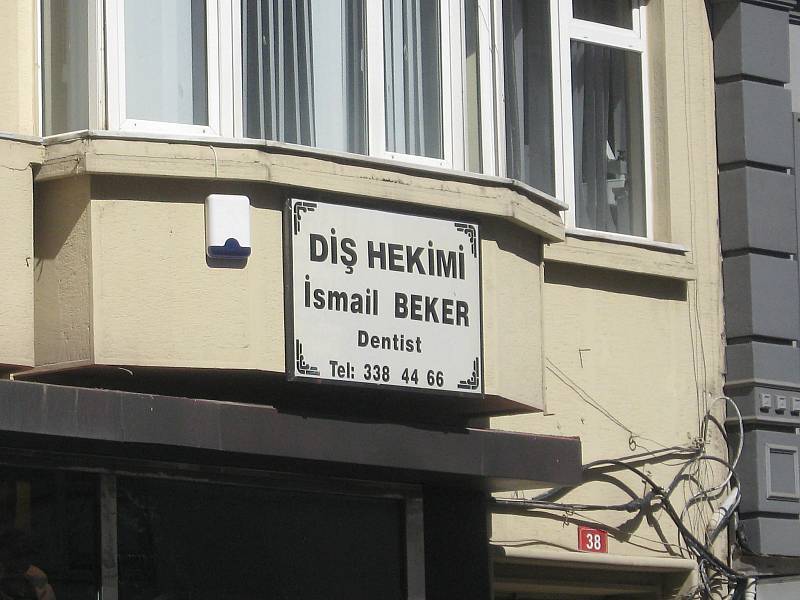 DİŞ HEKİMİ
İsmail BEKER
Dentist
Tel: 338 44 66
38